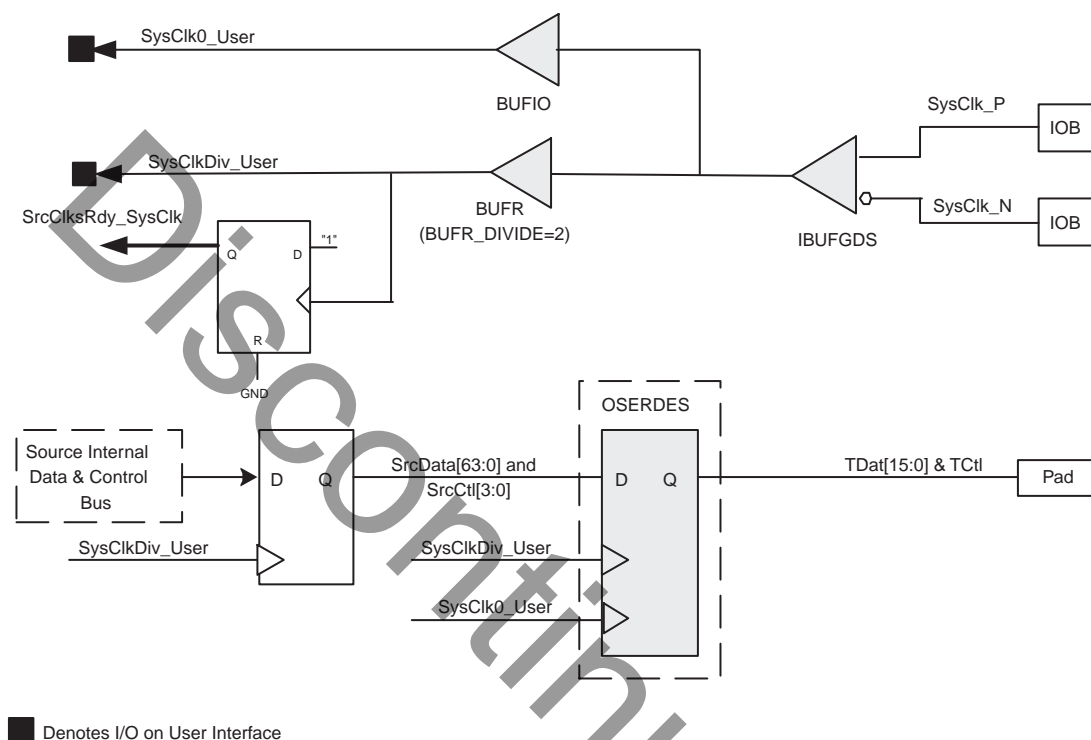 SysClk0_User
BUFIO
SysClk_P
IOB
SysClkDiv_User
SrcClksRdy_SysClk
BUFR
(BUFR_DIVIDE=2)
IBUFGDS
SysClk_N
IOB
Q
D
"1"
R
GND
OSERDES
Source Internal
Data & Control
Bus
D
Q
SrcData[63:0] and
SrcCtl[3:0]
D
Q
TDat[15:0] & TCtl
Pad
SysClkDiv_User
SysClkDiv_User
SysClk0_User
Denotes I/O on User Interface